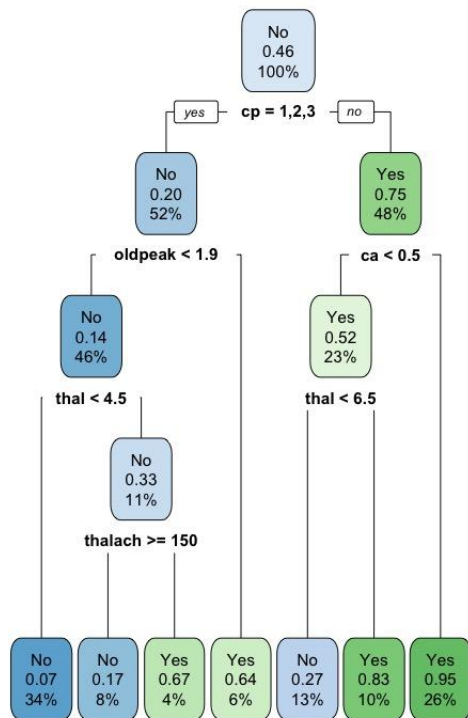 No
0.46
100%
yes cp = 1,2,3 no
No
0.20
52%
Yes
0.75
48%
oldpeak < 1.9
ca < 0.5
No
0.14
46%
Yes
0.52
23%
thal < 4.5
thal < 6.5
No
0.33
11%
thalach >= 150
No
0.07
34%
No
0.17
8%
Yes
0.67
4%
Yes
0.64
6%
No
0.27
13%
Yes
0.83
10%
Yes
0.95
26%